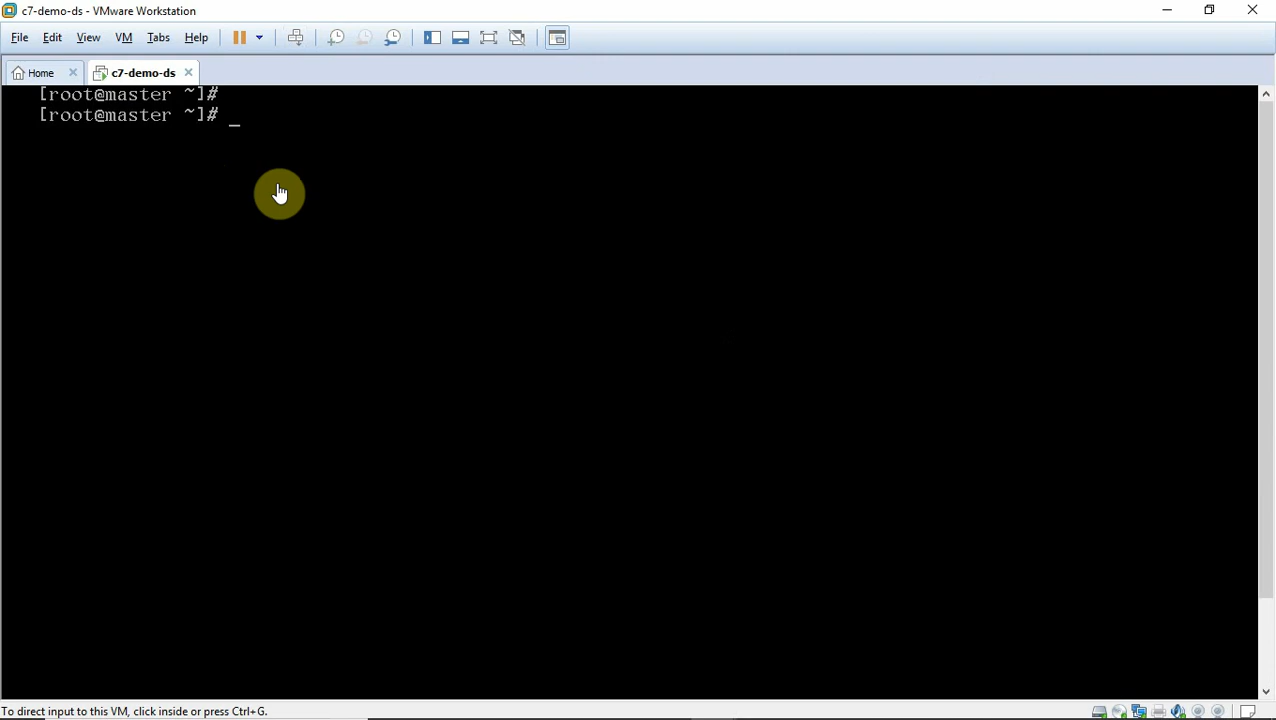 c7-demo-ds - VMware Workstation
File Edit View VM Tabs Help
Home c7-demo-ds
[root@master ~]#
[root@master ~]# _
To direct input to this VM, click inside or press Ctrl+G.